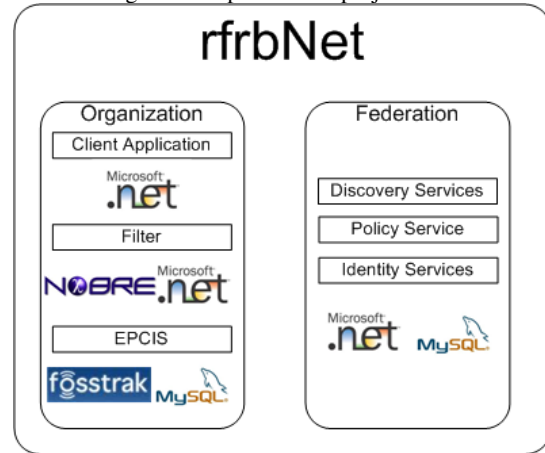 rfrbNet
Organization
Client Application
Microsoft
.net
Filter
NOBRE
Microsoft
.net
EPCIS
fosstrak
MySQL
Federation
Discovery Services
Policy Service
Identity Services
Microsoft
.net
MySQL